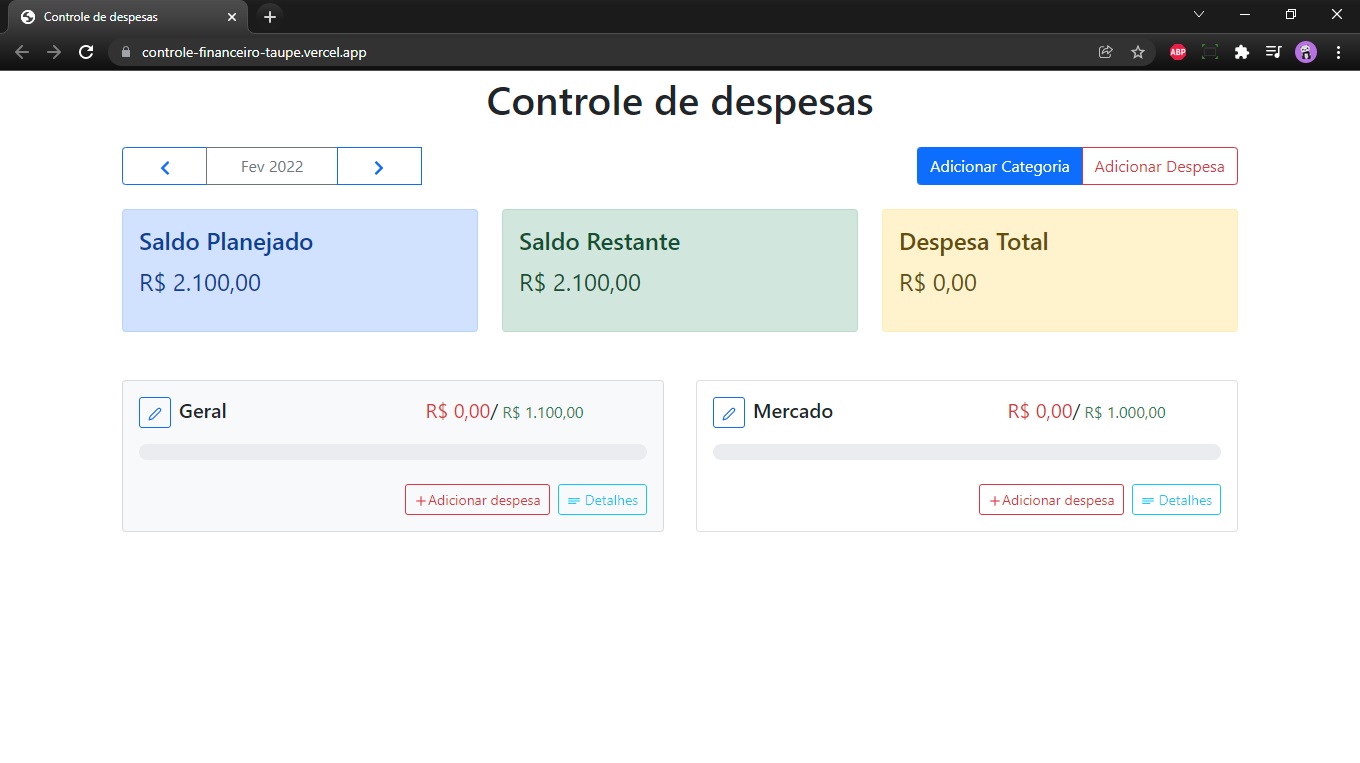 Controle de despesas
controle-financeiro-taupe.vercel.app
ABP
Controle de despesas
Fev 2022
Adicionar Categoria Adicionar Despesa
Saldo Planejado
R$ 2.100,00
Saldo Restante
R$ 2.100,00
Despesa Total
R$ 0,00
Geral R$ 0,00/ R$ 1.100,00
+Adicionar despesa Detalhes
Mercado R$ 0,00/ R$ 1.000,00
+Adicionar despesa Detalhes